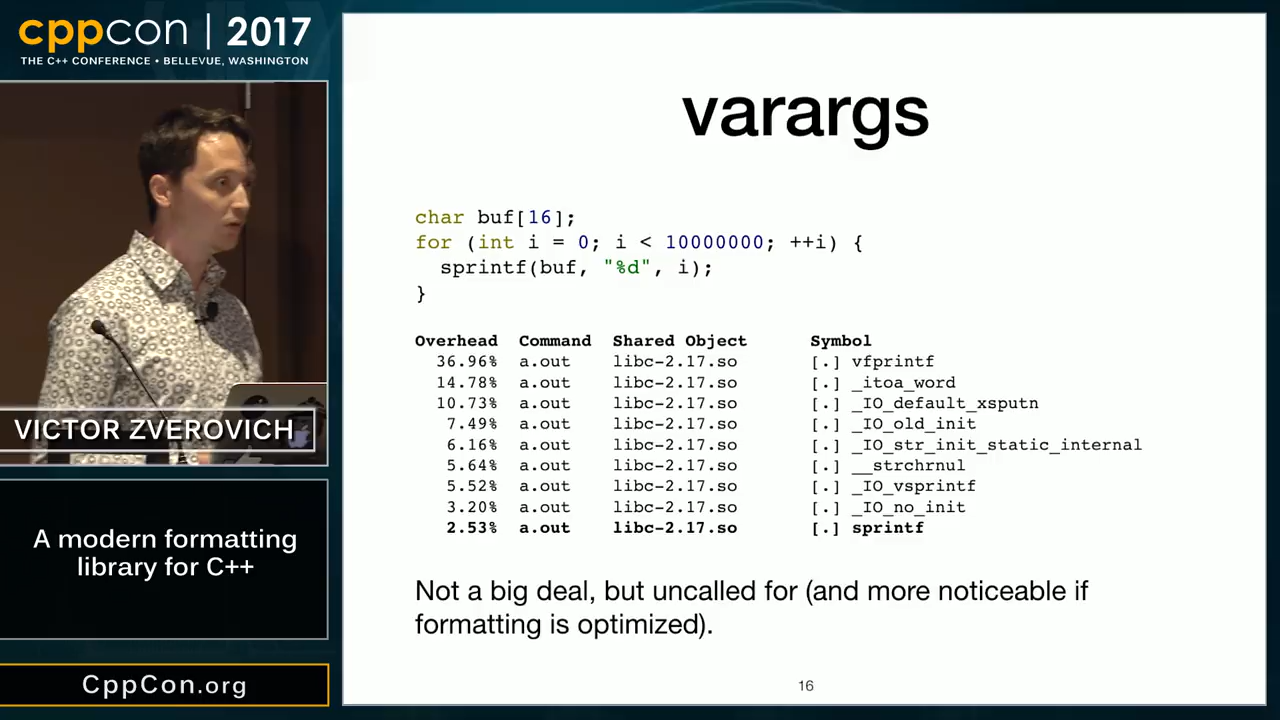 cppcon | 2017
THE C++ CONFERENCE • BELLEVUE, WASHINGTON
VICTOR ZVEROVICH
A modern formatting
library for C++
CppCon.org
varargs
char buf[16];
for (int i = 0; i < 10000000; ++i) {
  sprintf(buf, "%d", i);
}
Overhead Command Shared Object Symbol
36.96% a.out libc-2.17.so [.] vfprintf
14.78% a.out libc-2.17.so [.] _itoa_word
10.73% a.out libc-2.17.so [.] _IO_default_xsputn
7.49% a.out libc-2.17.so [.] _IO_old_init
6.16% a.out libc-2.17.so [.] _IO_str_init_static_internal
5.64% a.out libc-2.17.so [.] __strchrnul
5.52% a.out libc-2.17.so [.] _IO_vsprintf
3.20% a.out libc-2.17.so [.] _IO_no_init
2.53% a.out libc-2.17.so [.] sprintf
Not a big deal, but uncalled for (and more noticeable if
formatting is optimized).
16